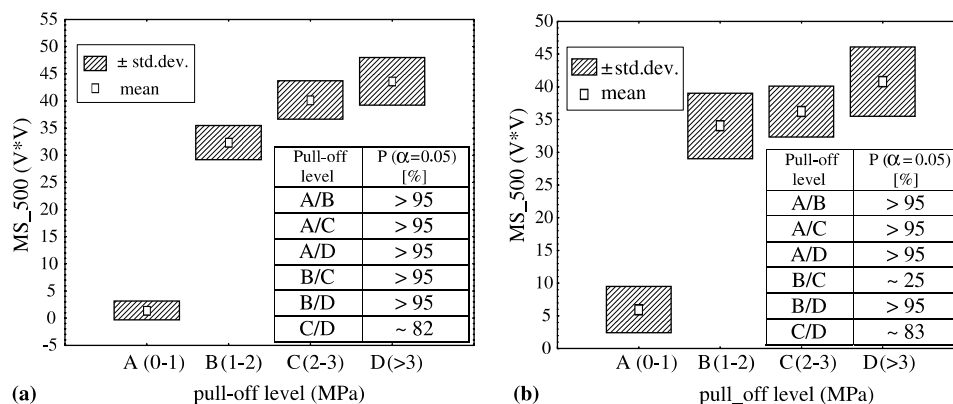 55
50
45
40
35
30
25
20
15
10
5
0
-5
MS_500 (V*V)
± std.dev.
mean
Pull-off level P (α=0.05) [%]
A/B > 95
A/C > 95
A/D > 95
B/C > 95
B/D > 95
C/D ~ 82
A (0-1) B (1-2) C(2-3) D(>3)
(a) pull-off level (MPa)
50
45
40
35
30
25
20
15
10
5
0
MS_500 (V*V)
± std.dev.
mean
Pull-off level P (α = 0.05) [%]
A/B > 95
A/C > 95
A/D > 95
B/C ~ 25
B/D > 95
C/D ~ 83
A (0-1) B(1-2) C(2-3) D(>3)
(b) pull_off level (MPa)